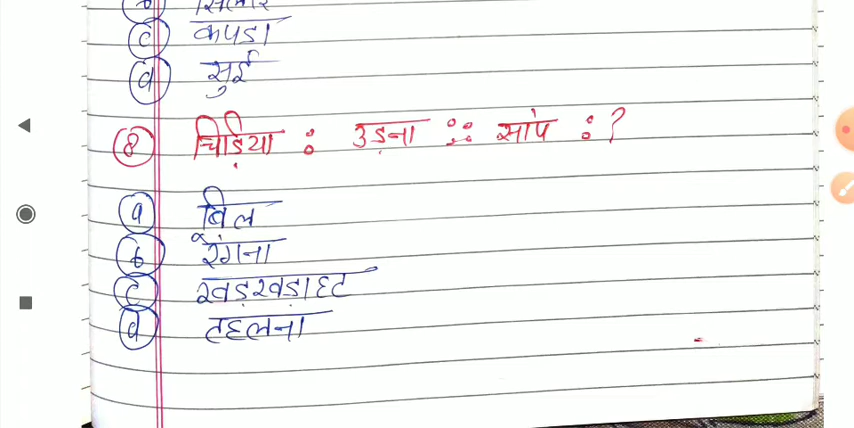 c कपडा
d सुई
8 चिड़िया : उड़ना :: सांप : ?
a बिल
b रेंगना
c खड़खड़ाहट
d टहलना